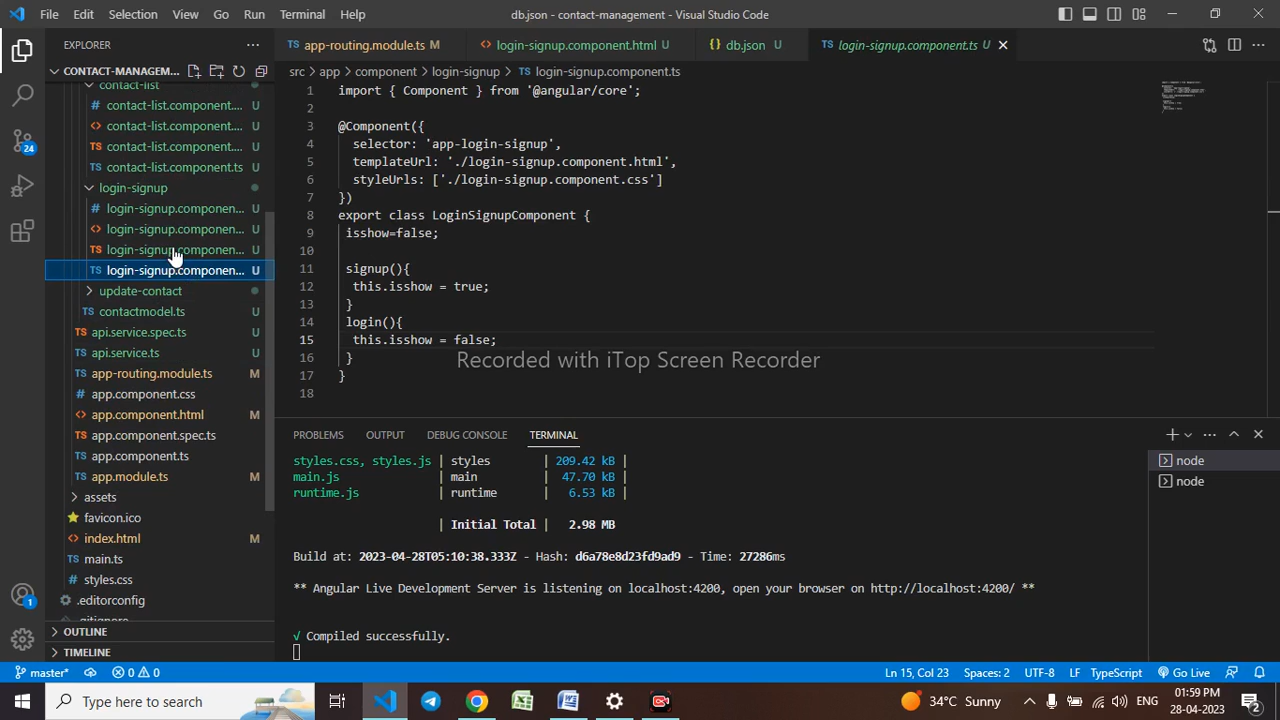 File Edit Selection View Go Run Terminal Help
db.json - contact-management - Visual Studio Code
EXPLORER
CONTACT-MANAGEM...
contact-list
contact-list.component....
contact-list.component....
contact-list.component....
contact-list.component.ts
login-signup
login-signup.componen...
login-signup.componen...
login-signup.componen...
login-signup.componen...
update-contact
contactmodel.ts
api.service.spec.ts
api.service.ts
app-routing.module.ts
app.component.css
app.component.html
app.component.spec.ts
app.component.ts
app.module.ts
assets
favicon.ico
index.html
main.ts
styles.css
.editorconfig
.gitignore
OUTLINE
TIMELINE
app-routing.module.ts M
login-signup.component.html U
db.json U
login-signup.component.ts U
src > app > component > login-signup > TS login-signup.component.ts
1 import { Component } from '@angular/core';
2
3 @Component({
4 selector: 'app-login-signup',
5 templateUrl: './login-signup.component.html',
6 styleUrls: ['./login-signup.component.css']
7 })
8 export class LoginSignupComponent {
9 isshow=false;
10
11 signup(){
12 this.isshow = true;
13 }
14 login(){
15 this.isshow = false;
16 }
17 }
18
Recorded with iTop Screen Recorder
PROBLEMS OUTPUT DEBUG CONSOLE TERMINAL
styles.css, styles.js | styles | 209.42 kB |
main.js | main | 47.70 kB |
runtime.js | runtime | 6.53 kB |
| Initial Total | 2.98 MB
Build at: 2023-04-28T05:10:38.333Z - Hash: d6a78e8d23fd9ad9 - Time: 27286ms
** Angular Live Development Server is listening on localhost:4200, open your browser on http://localhost:4200/ **
√ Compiled successfully.
node
node
24
1
master* 0 0
Ln 15, Col 23 Spaces: 2 UTF-8 LF TypeScript Go Live
Type here to search
34°C Sunny
ENG
01:59 PM
28-04-2023
2